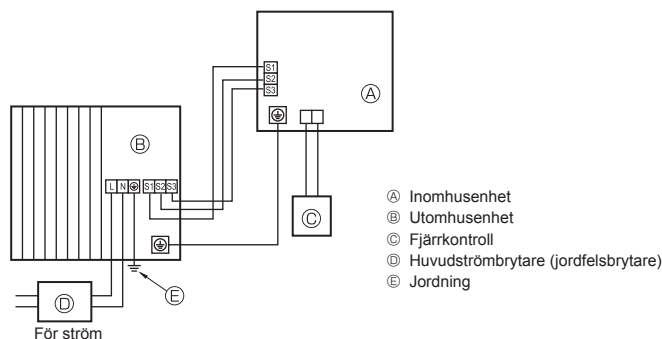 S1
S2
S3
Ⓐ
Ⓑ
L N S1 S2 S3
Ⓒ
Ⓐ Inomhusenhet
Ⓑ Utomhusenhet
Ⓒ Fjärrkontroll
Ⓓ Huvudströmbrytare (jordfelsbrytare)
Ⓔ Jordning
Ⓓ
Ⓔ
För ström